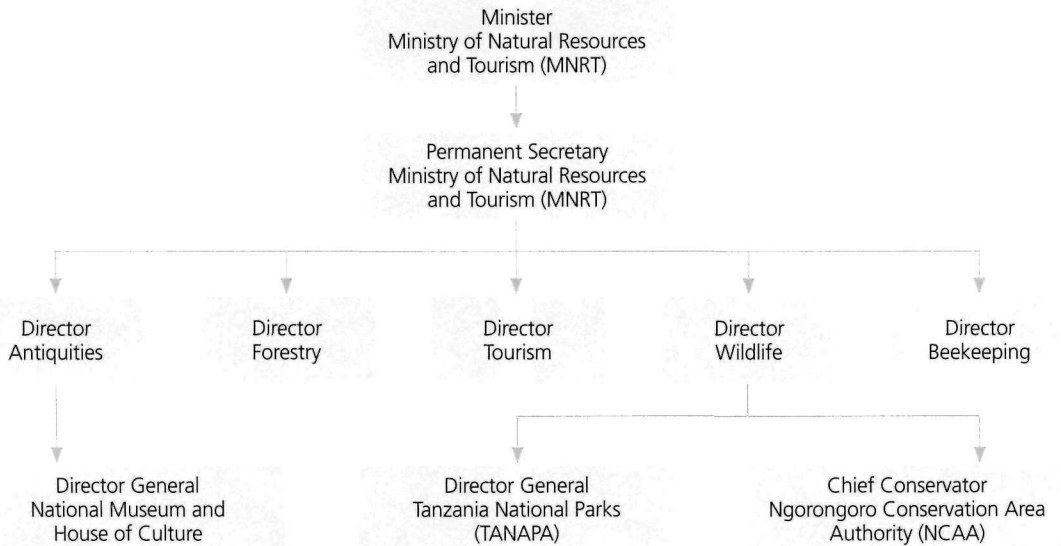 Minister
Ministry of Natural Resources
and Tourism (MNRT)
Permanent Secretary
Ministry of Natural Resources
and Tourism (MNRT)
Director
Antiquities
Director
Forestry
Director
Tourism
Director
Wildlife
Director
Beekeeping
Director General
National Museum and
House of Culture
Director General
Tanzania National Parks
(TANAPA)
Chief Conservator
Ngorongoro Conservation Area
Authority (NCAA)